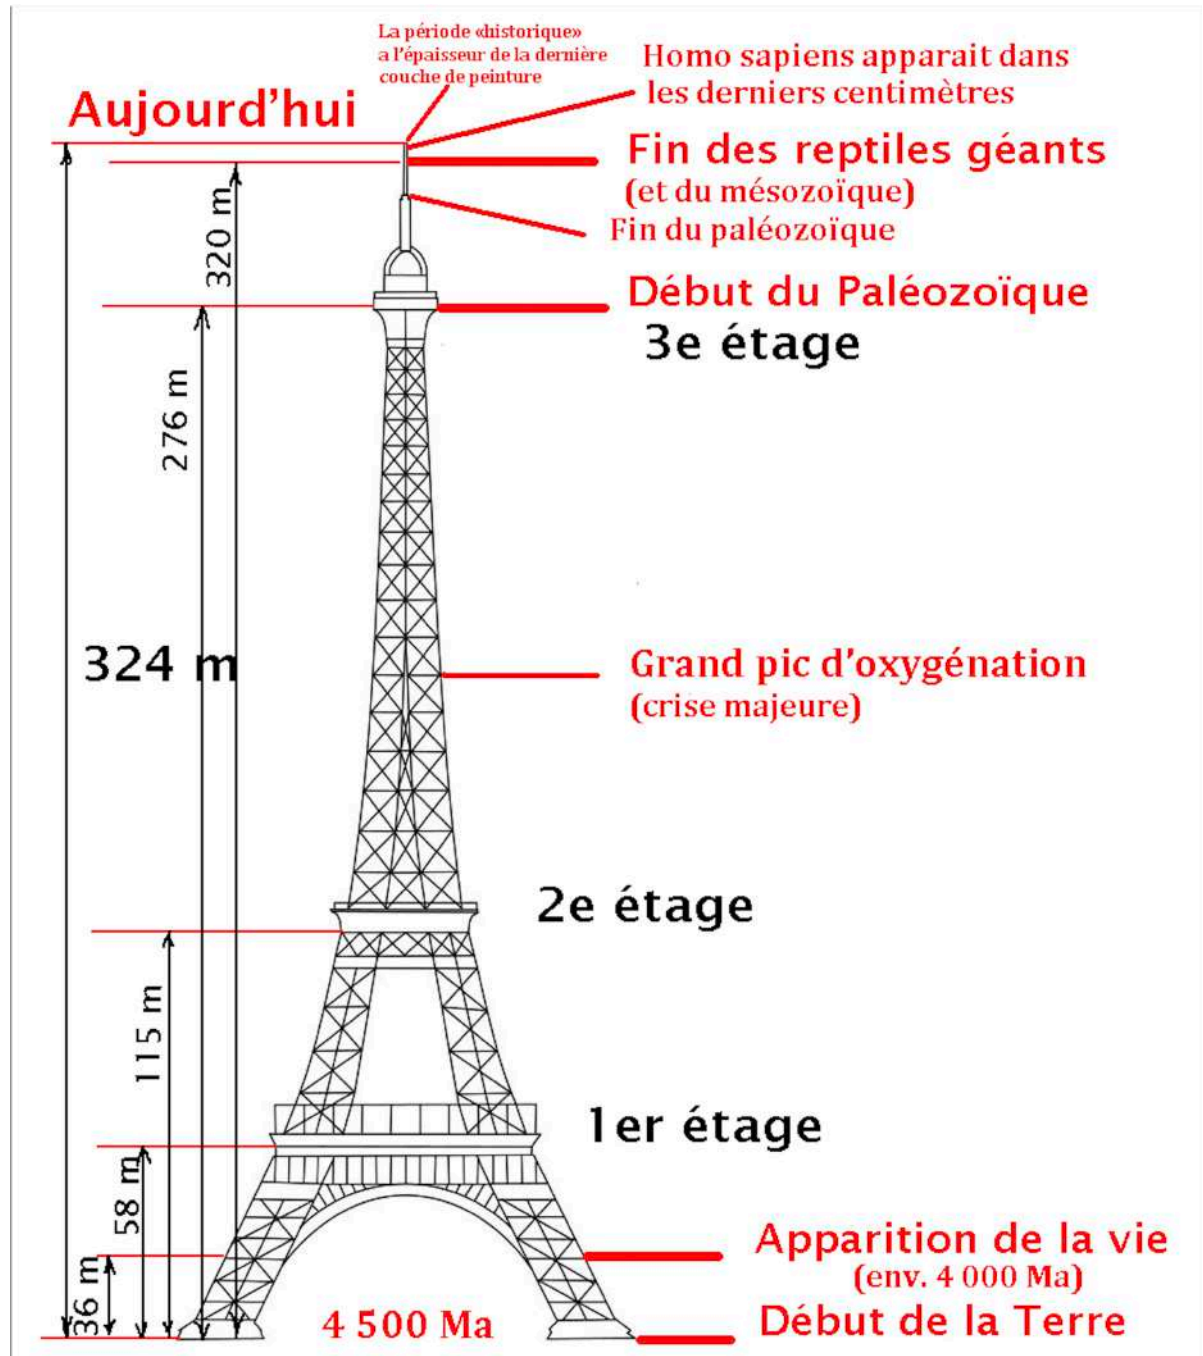 La période «historique»
a l'épaisseur de la dernière
couche de peinture
Homo sapiens apparait dans
les derniers centimètres
Aujourd'hui
Fin des reptiles géants
(et du mésozoïque)
Fin du paléozoïque
320 m
Début du Paléozoïque
3e étage
276 m
324 m
Grand pic d'oxygénation
(crise majeure)
2e étage
115 m
1er étage
58 m
36 m
Apparition de la vie
(env. 4 000 Ma)
4 500 Ma
Début de la Terre